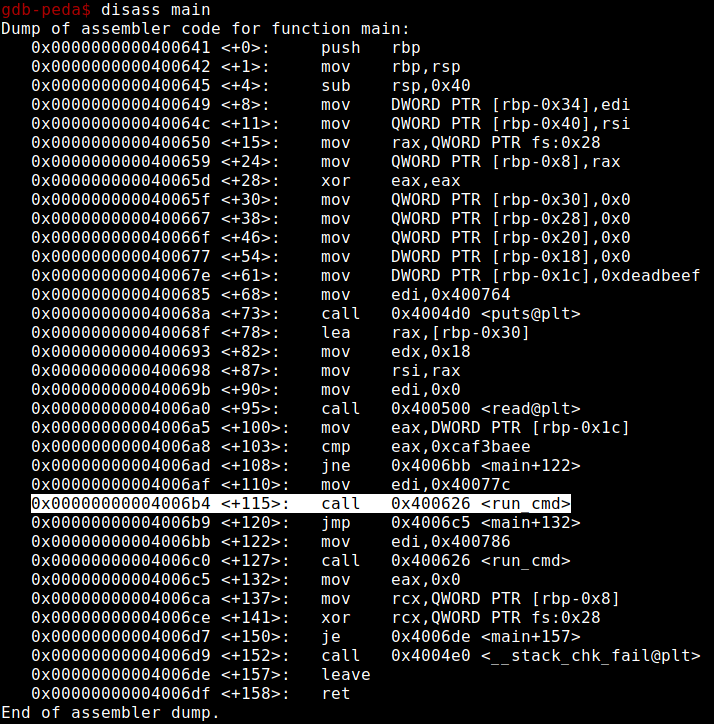 gdb-peda$ disass main
Dump of assembler code for function main:
0x0000000000400641 <+0>: push rbp
0x0000000000400642 <+1>: mov rbp,rsp
0x0000000000400645 <+4>: sub rsp,0x40
0x0000000000400649 <+8>: mov DWORD PTR [rbp-0x34],edi
0x000000000040064c <+11>: mov QWORD PTR [rbp-0x40],rsi
0x0000000000400650 <+15>: mov rax,QWORD PTR fs:0x28
0x0000000000400659 <+24>: mov QWORD PTR [rbp-0x8],rax
0x000000000040065d <+28>: xor eax,eax
0x000000000040065f <+30>: mov QWORD PTR [rbp-0x30],0x0
0x0000000000400667 <+38>: mov QWORD PTR [rbp-0x28],0x0
0x000000000040066f <+46>: mov QWORD PTR [rbp-0x20],0x0
0x0000000000400677 <+54>: mov DWORD PTR [rbp-0x18],0x0
0x000000000040067e <+61>: mov DWORD PTR [rbp-0x1c],0xdeadbeef
0x0000000000400685 <+68>: mov edi,0x400764
0x000000000040068a <+73>: call 0x4004d0 <puts@plt>
0x000000000040068f <+78>: lea rax,[rbp-0x30]
0x0000000000400693 <+82>: mov edx,0x18
0x0000000000400698 <+87>: mov rsi,rax
0x000000000040069b <+90>: mov edi,0x0
0x00000000004006a0 <+95>: call 0x400500 <read@plt>
0x00000000004006a5 <+100>: mov eax,DWORD PTR [rbp-0x1c]
0x00000000004006a8 <+103>: cmp eax,0xcaf3baee
0x00000000004006ad <+108>: jne 0x4006bb <main+122>
0x00000000004006af <+110>: mov edi,0x40077c
0x00000000004006b4 <+115>: call 0x400626 <run_cmd>
0x00000000004006b9 <+120>: jmp 0x4006c5 <main+132>
0x00000000004006bb <+122>: mov edi,0x400786
0x00000000004006c0 <+127>: call 0x400626 <run_cmd>
0x00000000004006c5 <+132>: mov eax,0x0
0x00000000004006ca <+137>: mov rcx,QWORD PTR [rbp-0x8]
0x00000000004006ce <+141>: xor rcx,QWORD PTR fs:0x28
0x00000000004006d7 <+150>: je 0x4006de <main+157>
0x00000000004006d9 <+152>: call 0x4004e0 <__stack_chk_fail@plt>
0x00000000004006de <+157>: leave
0x00000000004006df <+158>: ret
End of assembler dump.